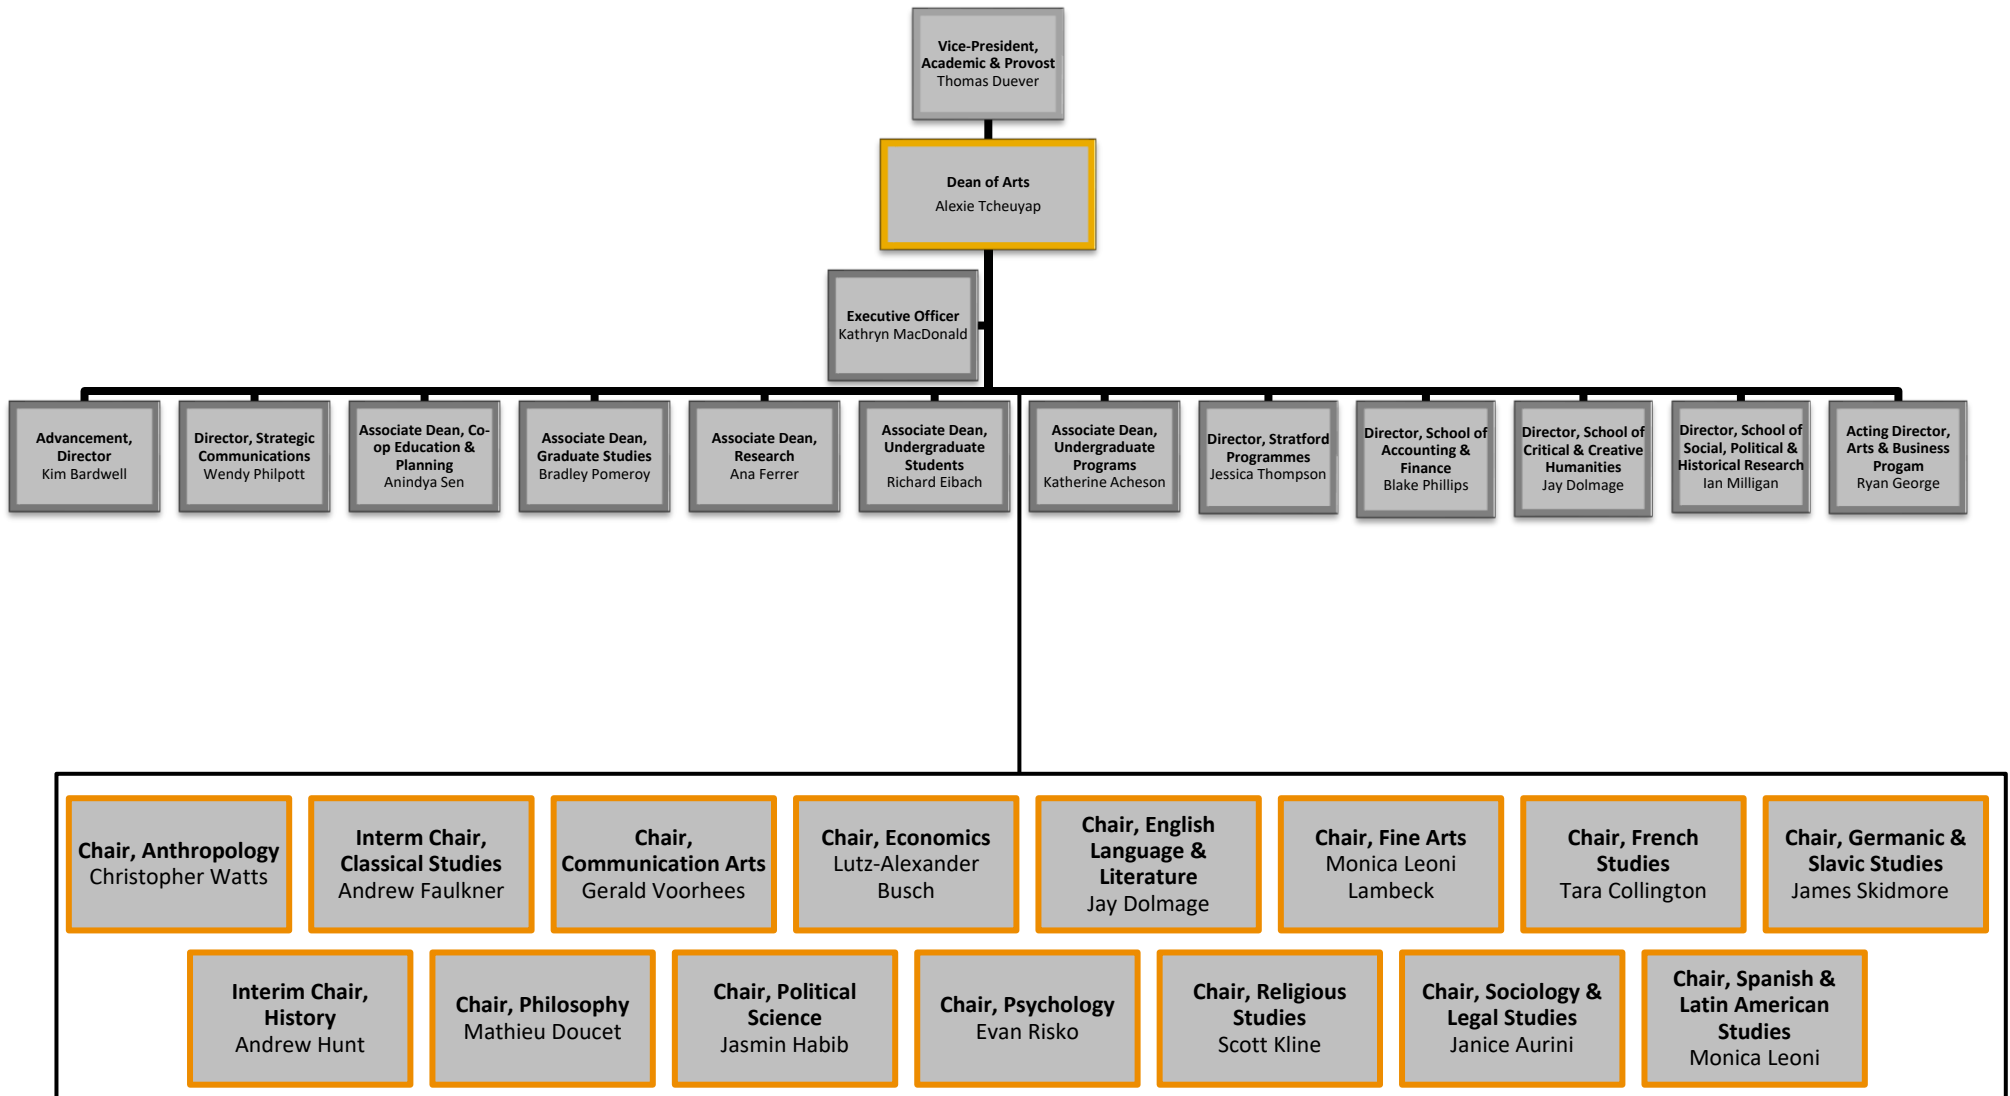 Vice-President,
Academic & Provost
Thomas Duever
Dean of Arts
Alexie Tcheuyap
Executive Officer
Kathryn MacDonald
Advancement,
Director
Kim Bardwell
Director, Strategic
Communications
Wendy Philpott
Associate Dean, Co-
op Education &
Planning
Anindya Sen
Associate Dean,
Graduate Studies
Bradley Pomeroy
Associate Dean,
Research
Ana Ferrer
Associate Dean,
Undergraduate
Students
Richard Eibach
Associate Dean,
Undergraduate
Programs
Katherine Acheson
Director, Stratford
Programmes
Jessica Thompson
Director, School of
Accounting &
Finance
Blake Phillips
Director, School of
Critical & Creative
Humanities
Jay Dolmage
Director, School of
Social, Political &
Historical Research
Ian Milligan
Acting Director,
Arts & Business
Progam
Ryan George
Chair, Anthropology
Christopher Watts
Interm Chair,
Classical Studies
Andrew Faulkner
Chair,
Communication Arts
Gerald Voorhees
Chair, Economics
Lutz-Alexander
Busch
Chair, English
Language &
Literature
Jay Dolmage
Chair, Fine Arts
Monica Leoni
Lambeck
Chair, French
Studies
Tara Collington
Chair, Germanic &
Slavic Studies
James Skidmore
Interim Chair,
History
Andrew Hunt
Chair, Philosophy
Mathieu Doucet
Chair, Political
Science
Jasmin Habib
Chair, Psychology
Evan Risko
Chair, Religious
Studies
Scott Kline
Chair, Sociology &
Legal Studies
Janice Aurini
Chair, Spanish &
Latin American
Studies
Monica Leoni